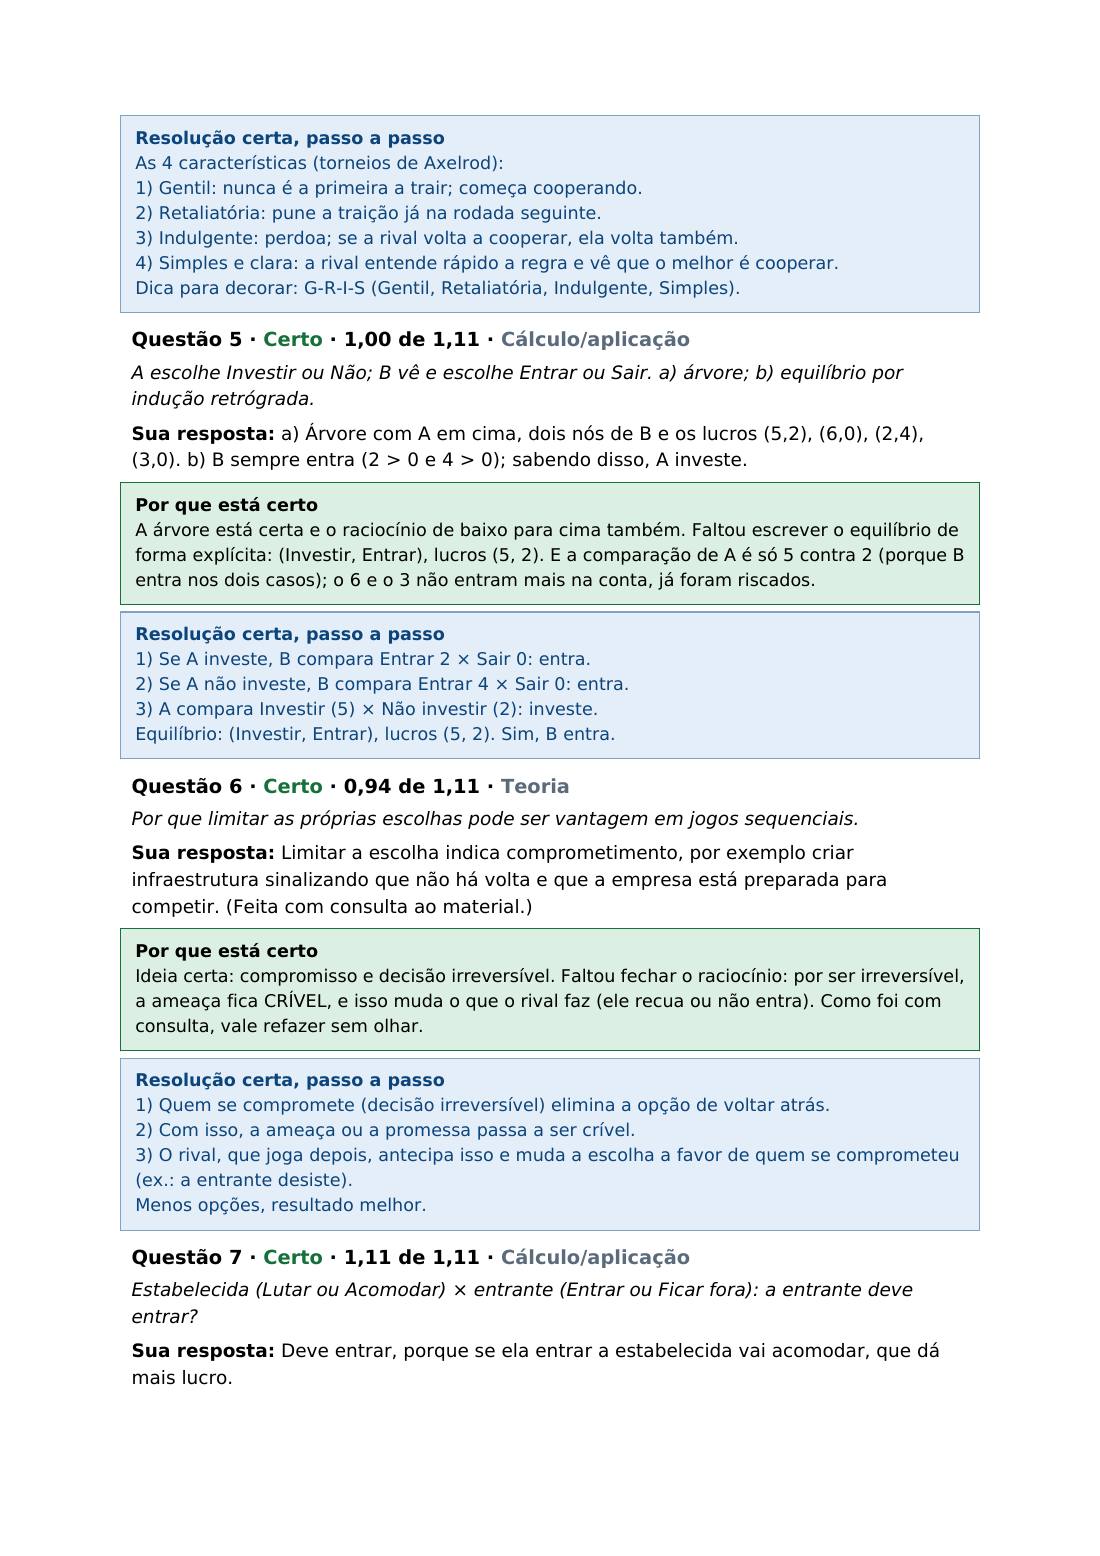 Resolução certa, passo a passo
As 4 características (torneios de Axelrod):
1) Gentil: nunca é a primeira a trair; começa cooperando.
2) Retaliatória: pune a traição já na rodada seguinte.
3) Indulgente: perdoa; se a rival volta a cooperar, ela volta também.
4) Simples e clara: a rival entende rápido a regra e vê que o melhor é cooperar.
Dica para decorar: G-R-I-S (Gentil, Retaliatória, Indulgente, Simples).
Questão 5 · Certo · 1,00 de 1,11 · Cálculo/aplicação
A escolhe Investir ou Não; B vê e escolhe Entrar ou Sair. a) árvore; b) equilíbrio por
indução retrógrada.
Sua resposta: a) Árvore com A em cima, dois nós de B e os lucros (5,2), (6,0), (2,4),
(3,0). b) B sempre entra (2 > 0 e 4 > 0); sabendo disso, A investe.
Por que está certo
A árvore está certa e o raciocínio de baixo para cima também. Faltou escrever o equilíbrio de
forma explícita: (Investir, Entrar), lucros (5, 2). E a comparação de A é só 5 contra 2 (porque B
entra nos dois casos); o 6 e o 3 não entram mais na conta, já foram riscados.
Resolução certa, passo a passo
1) Se A investe, B compara Entrar 2 × Sair 0: entra.
2) Se A não investe, B compara Entrar 4 × Sair 0: entra.
3) A compara Investir (5) × Não investir (2): investe.
Equilíbrio: (Investir, Entrar), lucros (5, 2). Sim, B entra.
Questão 6 · Certo · 0,94 de 1,11 · Teoria
Por que limitar as próprias escolhas pode ser vantagem em jogos sequenciais.
Sua resposta: Limitar a escolha indica comprometimento, por exemplo criar
infraestrutura sinalizando que não há volta e que a empresa está preparada para
competir. (Feita com consulta ao material.)
Por que está certo
Ideia certa: compromisso e decisão irreversível. Faltou fechar o raciocínio: por ser irreversível,
a ameaça fica CRÍVEL, e isso muda o que o rival faz (ele recua ou não entra). Como foi com
consulta, vale refazer sem olhar.
Resolução certa, passo a passo
1) Quem se compromete (decisão irreversível) elimina a opção de voltar atrás.
2) Com isso, a ameaça ou a promessa passa a ser crível.
3) O rival, que joga depois, antecipa isso e muda a escolha a favor de quem se comprometeu
(ex.: a entrante desiste).
Menos opções, resultado melhor.
Questão 7 · Certo · 1,11 de 1,11 · Cálculo/aplicação
Estabelecida (Lutar ou Acomodar) × entrante (Entrar ou Ficar fora): a entrante deve
entrar?
Sua resposta: Deve entrar, porque se ela entrar a estabelecida vai acomodar, que dá
mais lucro.